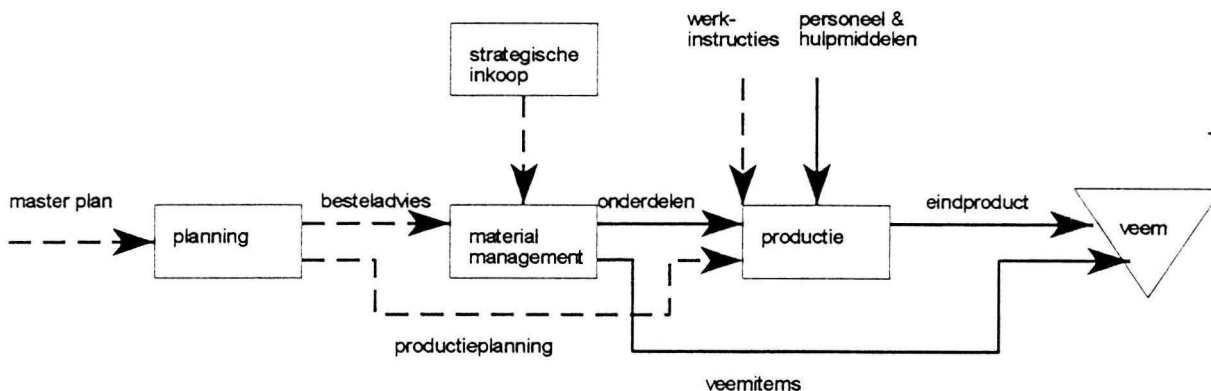 werk-
instructies
personeel &
hulpmiddelen
strategische
inkoop
master plan
besteladvies
onderdelen
eindproduct
planning
material
management
productie
veem
productieplanning
veemitems